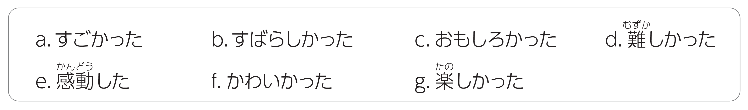 a. すごかった b. すばらしかった c. おもしろかった d. 難しかった
e. 感動した f. かわいかった g. 楽しかった